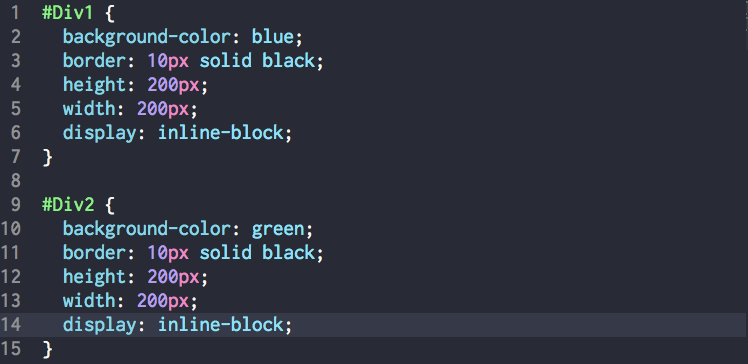 1 #Div1 {
2   background-color: blue;
3   border: 10px solid black;
4   height: 200px;
5   width: 200px;
6   display: inline-block;
7 }
8
9 #Div2 {
10   background-color: green;
11   border: 10px solid black;
12   height: 200px;
13   width: 200px;
14   display: inline-block;
15 }